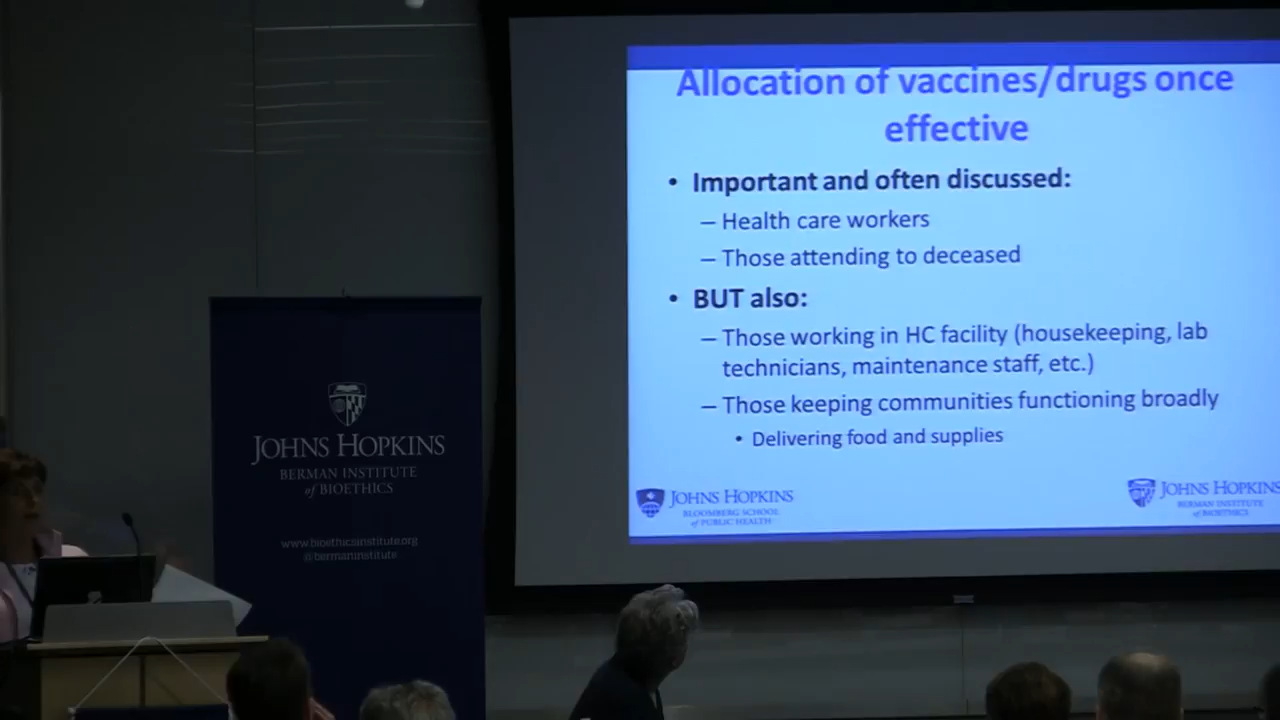 Allocation of vaccines/drugs once
effective
• Important and often discussed:
– Health care workers
– Those attending to deceased
• BUT also:
– Those working in HC facility (housekeeping, lab
technicians, maintenance staff, etc.)
– Those keeping communities functioning broadly
• Delivering food and supplies
JOHNS HOPKINS
BLOOMBERG SCHOOL
of PUBLIC HEALTH
JOHNS HOPKINS
BERMAN INSTITUTE
of BIOETHICS
JOHNS HOPKINS
BERMAN INSTITUTE
of BIOETHICS
www.bioethicsinstitute.org
@bermaninstitute